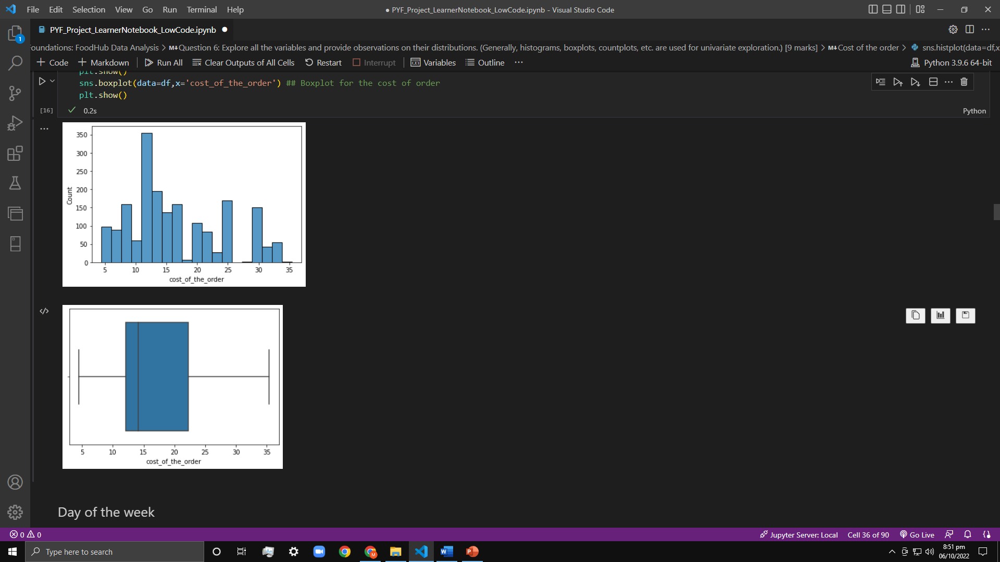 File Edit Selection View Go Run Terminal Help
● PYF_Project_LearnerNotebook_LowCode.ipynb - Visual Studio Code
PYF_Project_LearnerNotebook_LowCode.ipynb ●
oundations: FoodHub Data Analysis > M↓Question 6: Explore all the variables and provide observations on their distributions. (Generally, histograms, boxplots, countplots, etc. are used for univariate exploration.) [9 marks] > M↓Cost of the order > sns.histplot(data=df,x
+ Code + Markdown Run All Clear Outputs of All Cells Restart Interrupt Variables Outline ···
Python 3.9.6 64-bit
plt.show()
sns.boxplot(data=df,x='cost_of_the_order') ## Boxplot for the cost of order
plt.show()
[16] ✓ 0.2s
Python
350
300
250
200
150
100
50
0
Count
5 10 15 20 25 30 35
cost_of_the_order
5 10 15 20 25 30 35
cost_of_the_order
Day of the week
0 0
Jupyter Server: Local Cell 36 of 90 Go Live
Type here to search
8:51 pm
06/10/2022
1